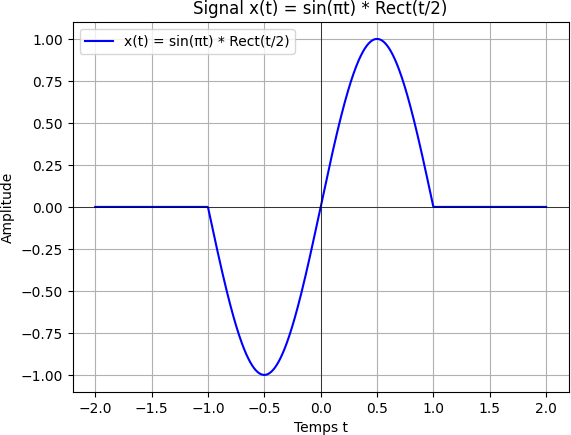 Signal x(t) = sin(πt) * Rect(t/2)
x(t) = sin(πt) * Rect(t/2)
1.00
0.75
0.50
0.25
0.00
−0.25
−0.50
−0.75
−1.00
Amplitude
−2.0 −1.5 −1.0 −0.5 0.0 0.5 1.0 1.5 2.0
Temps t